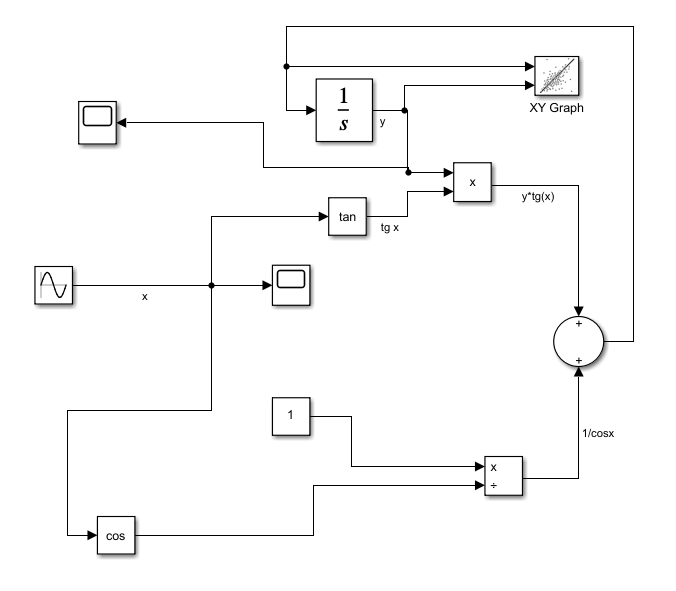 1
s
y
XY Graph
x
y*tg(x)
tan
tg x
x
+
+
1
1/cosx
x
÷
cos